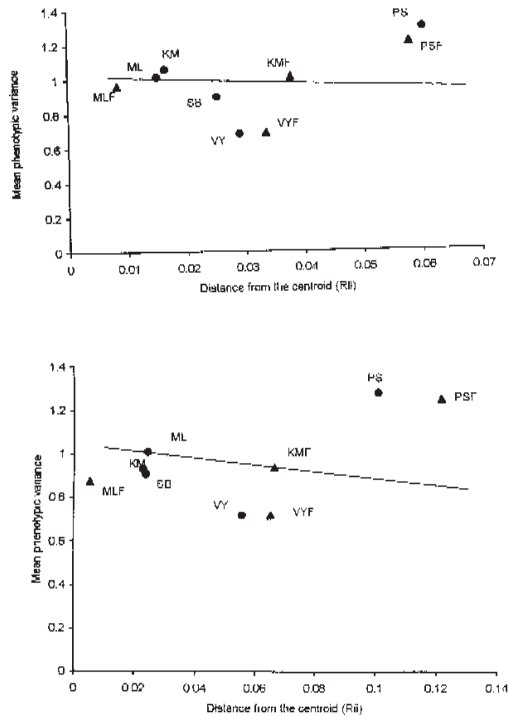 1.4
PS
1.2
KM
KMF
PSF
ML
1
MLF
SB
0.8
VY
VYF
0.6
0.4
0.2
0
Mean phenotypic variance
0 0.01 0.02 0.03 0.04 0.05 0.06 0.07
Distance from the centroid (Rii)
1.4
PS
PSF
1.2
ML
1
KM
KMF
SB
MLF
0.8
VY
VYF
0.6
0.4
0.2
0
Mean phenotypic variance
0 0.02 0.04 0.06 0.08 0.1 0.12 0.14
Distance from the centroid (Rii)